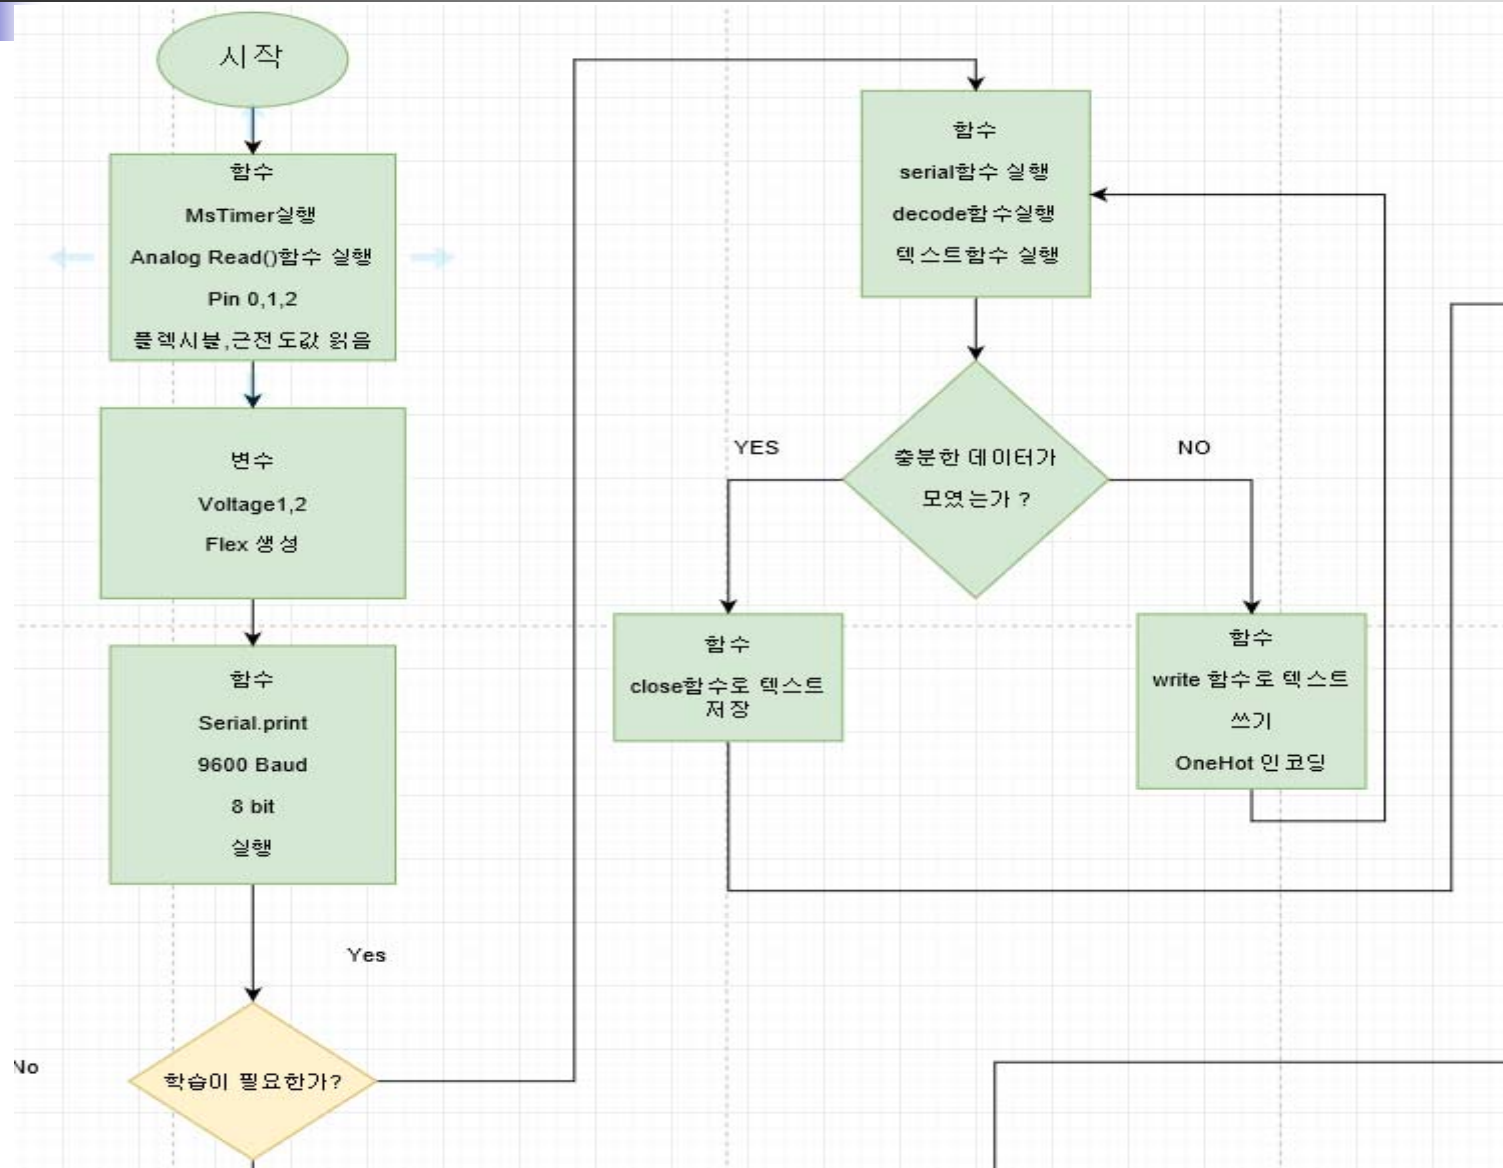 시작
함수
MsTimer실행
Analog Read()함수 실행
Pin 0,1,2
플렉시블,근전도값 읽음
변수
Voltage1,2
Flex 생성
함수
Serial.print
9600 Baud
8 bit
실행
Yes
No
학습이 필요한가?
함수
serial함수 실행
decode함수실행
텍스트함수 실행
YES
충분한 데이터가
모였는가 ?
NO
함수
close함수로 텍스트
저장
함수
write 함수로 텍스트
쓰기
OneHot 인코딩